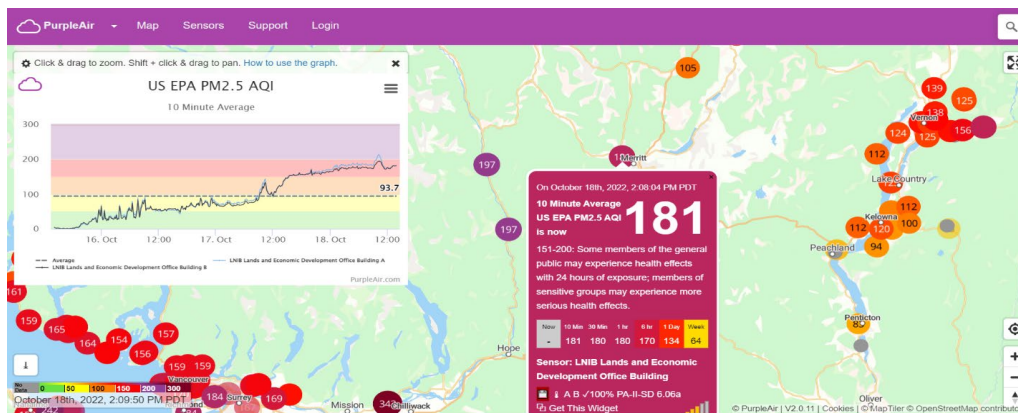 PurpleAir Map Sensors Support Login
Click & drag to zoom. Shift + click & drag to pan. How to use the graph.
US EPA PM2.5 AQI
10 Minute Average
300
200
100
0
93.7
16. Oct 12:00 17. Oct 12:00 18. Oct 12:00
Average
LNIB Lands and Economic Development Office Building A
LNIB Lands and Economic Development Office Building B
PurpleAir.com
105
197
197
Merritt
On October 18th, 2022, 2:08:04 PM PDT
10 Minute Average
US EPA PM2.5 AQI
is now
181
151-200: Some members of the general
public may experience health effects
with 24 hours of exposure; members of
sensitive groups may experience more
serious health effects.
Now 10 Min 30 Min 1 hr 6 hr 1 Day Week
- 181 180 180 170 134 64
Sensor: LNIB Lands and Economic
Development Office Building
A B √100% PA-II-SD 6.06a
Get This Widget
139
125
138
Vernon
124
125
156
112
Lake Country
112
Kelowna
112
120
100
94
Peachland
Penticton
Oliver
161
159
165
164
154
157
156
159
159
Vancouver
184
Surrey
169
Hope
Mission
Chilliwack
No Data 0 50 100 150 200 300
October 18th, 2022, 2:09:50 PM PDT
242
© PurpleAir | V2.0.11 | Cookies | © MapTiler © OpenStreetMap contribut